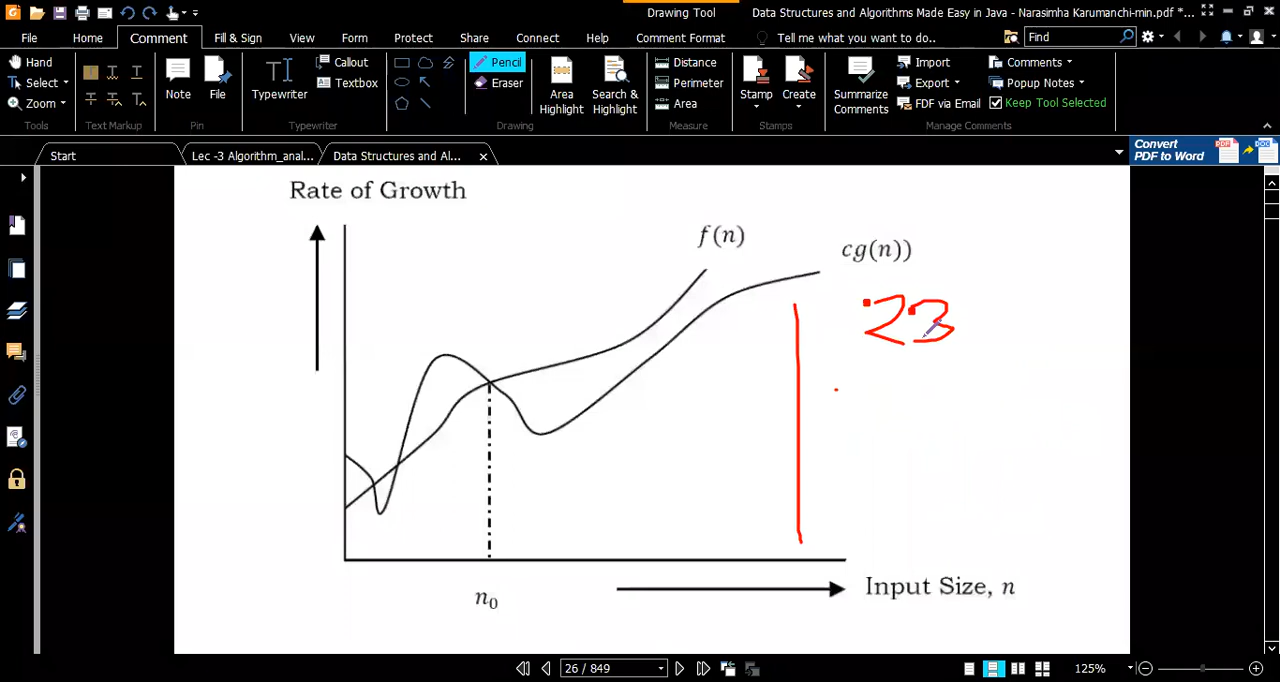 Drawing Tool Data Structures and Algorithms Made Easy in Java - Narasimha Karumanchi-min.pdf * ...
File Home Comment Fill & Sign View Form Protect Share Connect Help Comment Format Tell me what you want to do.. Find
Hand Select Zoom Tools
Text Markup
Note File Pin
Typewriter Callout Textbox Typewriter
Pencil Eraser Area Highlight Search & Highlight Drawing
Distance Perimeter Area Measure
Stamp Create Stamps
Summarize Comments Import Export FDF via Email Comments Popup Notes Keep Tool Selected Manage Comments
Start Lec -3 Algorithm_anal... Data Structures and Al... Convert PDF to Word
Rate of Growth
f(n)
cg(n))
23
Input Size, n
n₀
26 / 849 125%